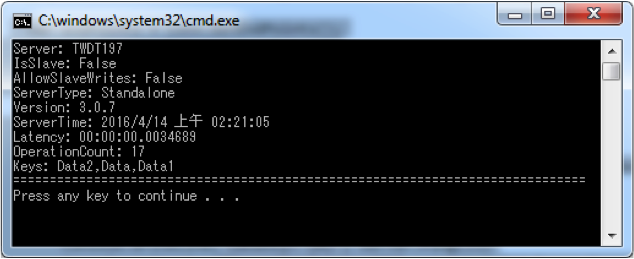 C:\windows\system32\cmd.exe
Server: TWDT197
IsSlave: False
AllowSlaveWrites: False
ServerType: Standalone
Version: 3.0.7
ServerTime: 2016/4/14 上午 02:21:05
Latency: 00:00:00.0034689
OperationCount: 17
Keys: Data2,Data,Data1
================================================================================
Press any key to continue . . .